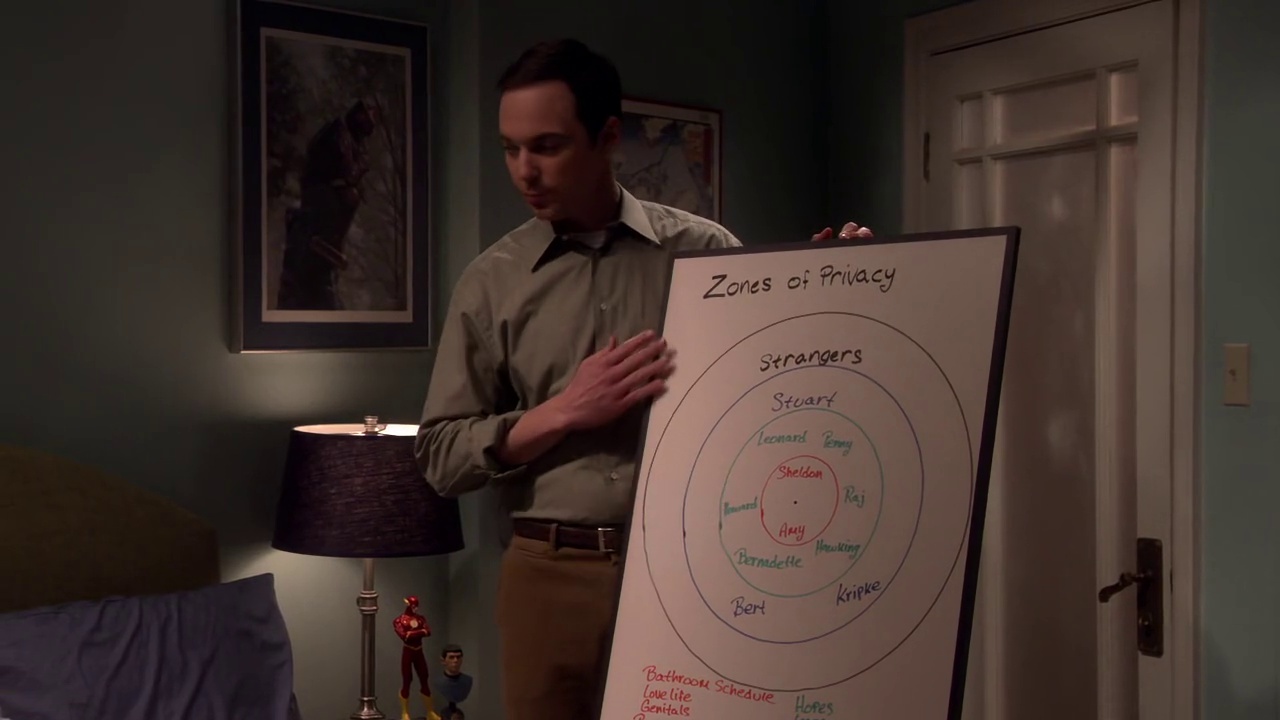 Zones of Privacy
Strangers
Stuart
Leonard Penny
Sheldon
Howard Raj
Amy
Bernadette Hawking
Bert Kripke
Bathroom Schedule
Love life
Genitals
Hopes